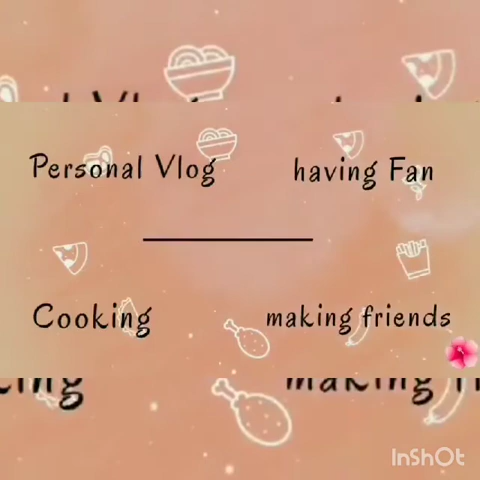 Personal Vlog
having Fan
Cooking
making friends
InShOt